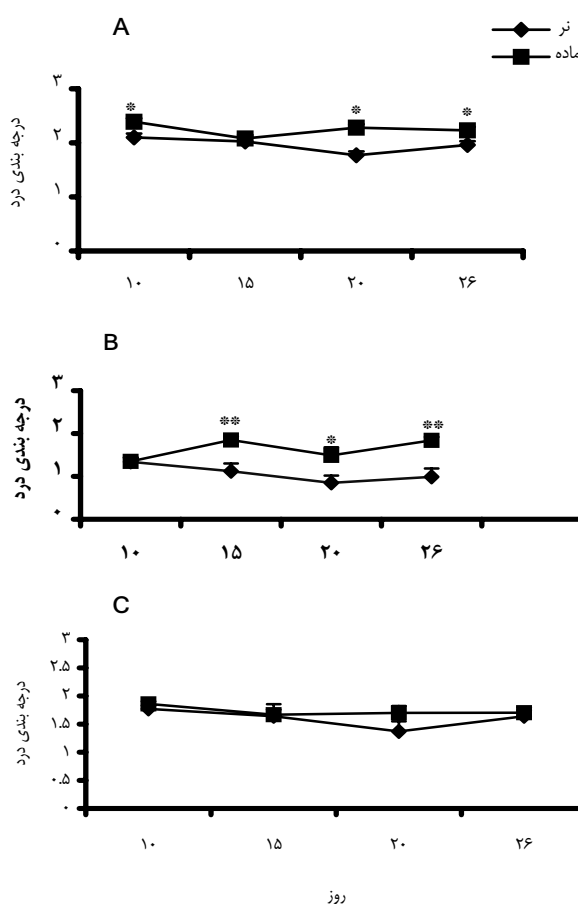 A
نر
ماده
۳
* * *
۲
۱
۰
درجه بندی درد
۱۰ ۱۵ ۲۰ ۲۶
B
۳
** * **
۲
۱
۰
درجه بندی درد
۱۰ ۱۵ ۲۰ ۲۶
C
۳
۲.۵
۲
۱.۵
۱
۰.۵
۰
درجه بندی درد
۱۰ ۱۵ ۲۰ ۲۶
روز